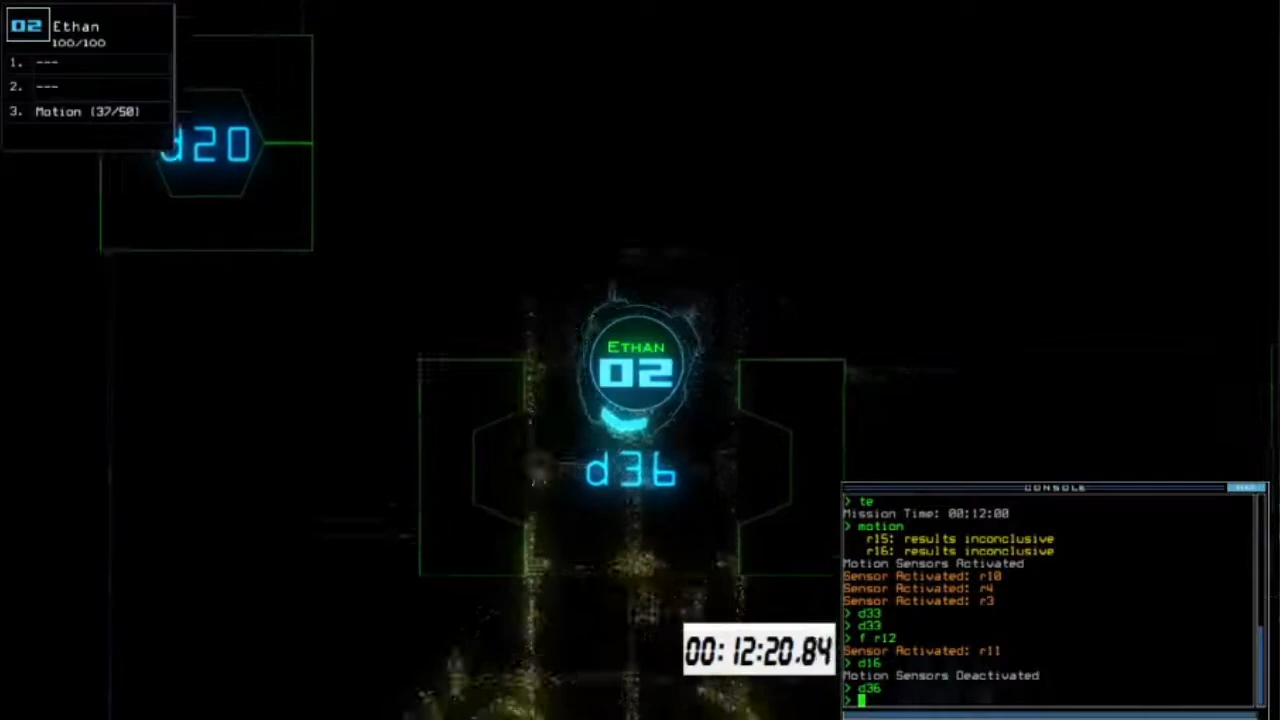 02 Ethan
100/100
1. ---
2. ---
3. Motion (37/50)
d20
ETHAN
02
d36
00:12:20.84
CONSOLE
> te
Mission Time: 00:12:00
> motion
r15: results inconclusive
r16: results inconclusive
Motion Sensors Activated
Sensor Activated: r10
Sensor Activated: r4
Sensor Activated: r3
> d33
> d33
> f r12
Sensor Activated: r11
> d16
Motion Sensors Deactivated
> d36
>